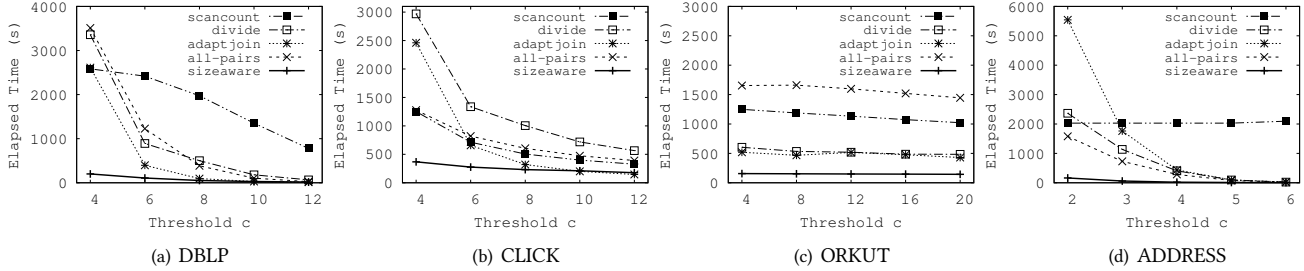 Elapsed Time (s)
4000
3000
2000
1000
0
scancount
divide
adaptjoin
all-pairs
sizeaware
4 6 8 10 12
Threshold c
(a) DBLP
Elapsed Time (s)
3000
2500
2000
1500
1000
500
0
scancount
divide
adaptjoin
all-pairs
sizeaware
4 6 8 10 12
Threshold c
(b) CLICK
Elapsed Time (s)
3000
2500
2000
1500
1000
500
0
scancount
divide
adaptjoin
all-pairs
sizeaware
4 8 12 16 20
Threshold c
(c) ORKUT
Elapsed Time (s)
6000
5000
4000
3000
2000
1000
0
scancount
divide
adaptjoin
all-pairs
sizeaware
2 3 4 5 6
Threshold c
(d) ADDRESS